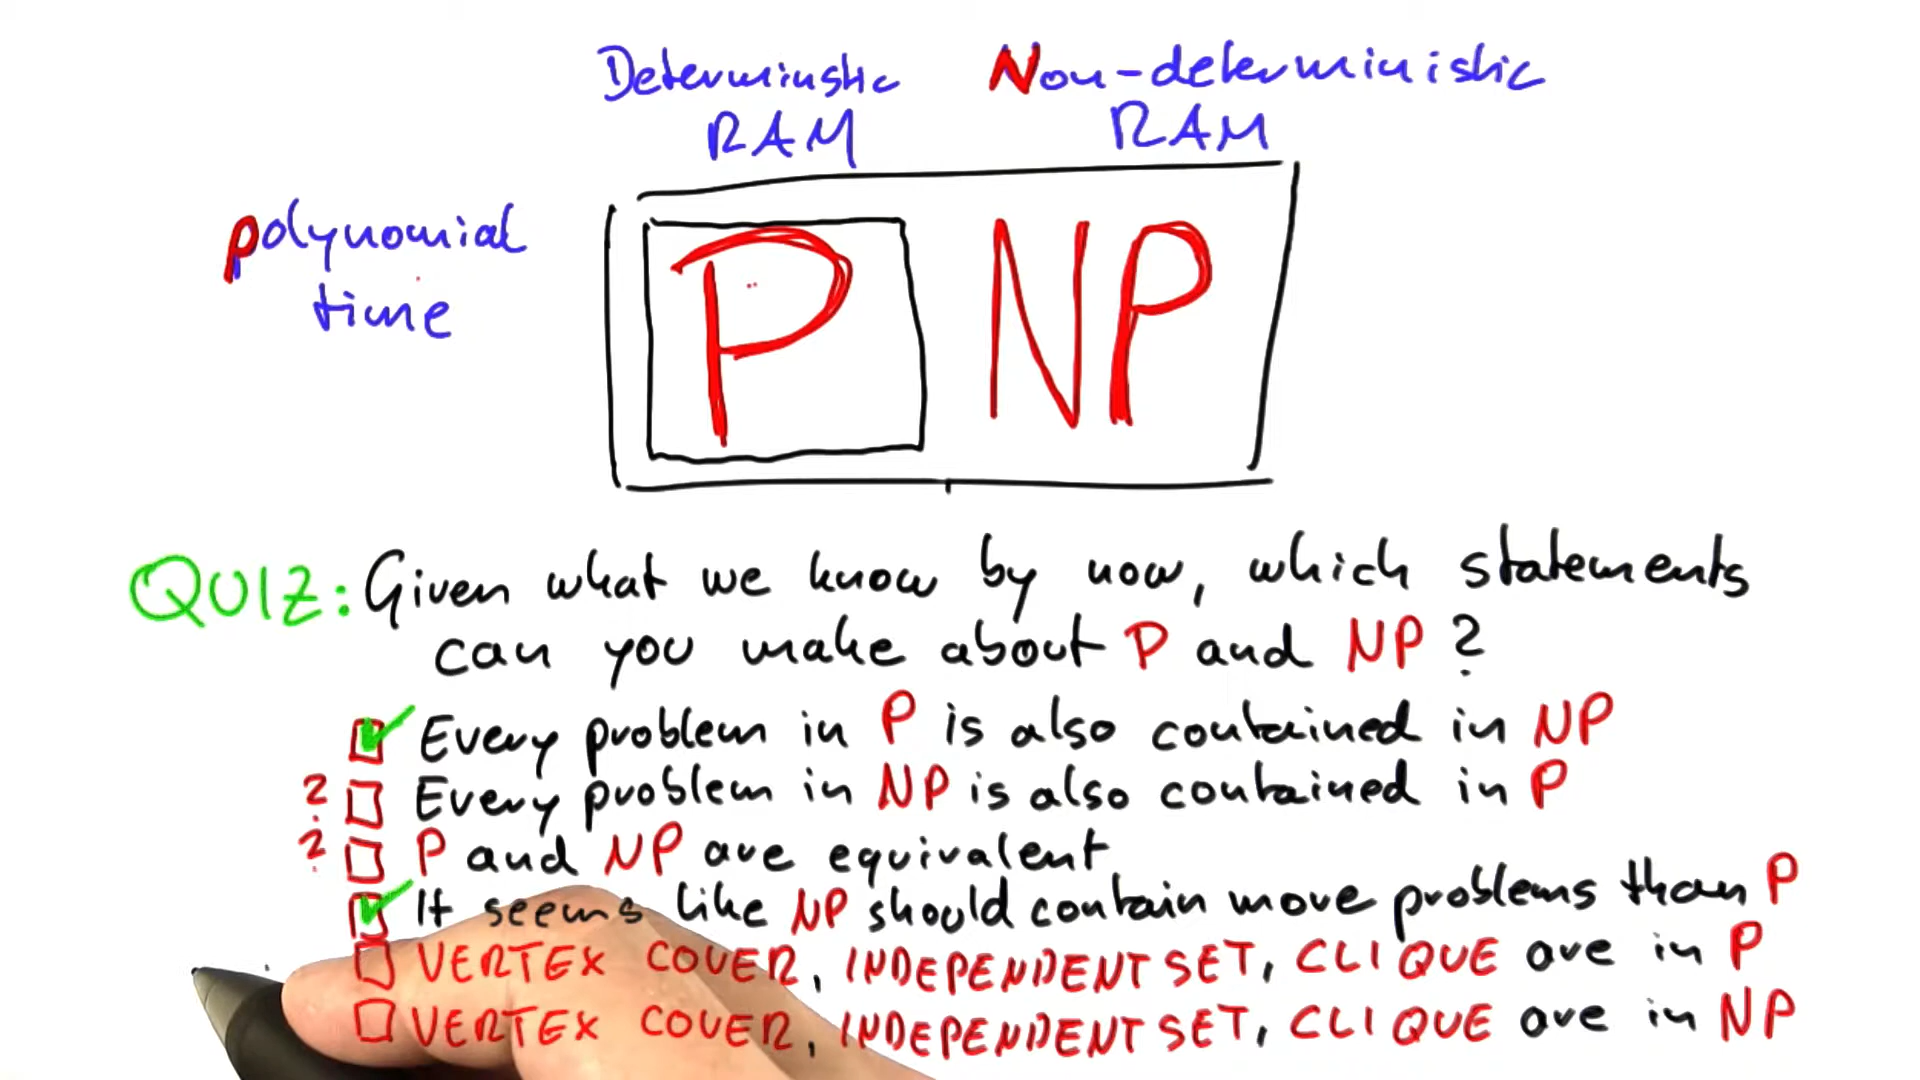 Deterministic Non-deterministic
RAM RAM
Polynomial
time
P NP
QUIZ: Given what we know by now, which statements
can you make about P and NP ?
Every problem in P is also contained in NP
? Every problem in NP is also contained in P
? P and NP are equivalent
It seems like NP should contain more problems than P
VERTEX COVER, INDEPENDENT SET, CLIQUE are in P
VERTEX COVER, INDEPENDENT SET, CLIQUE are in NP